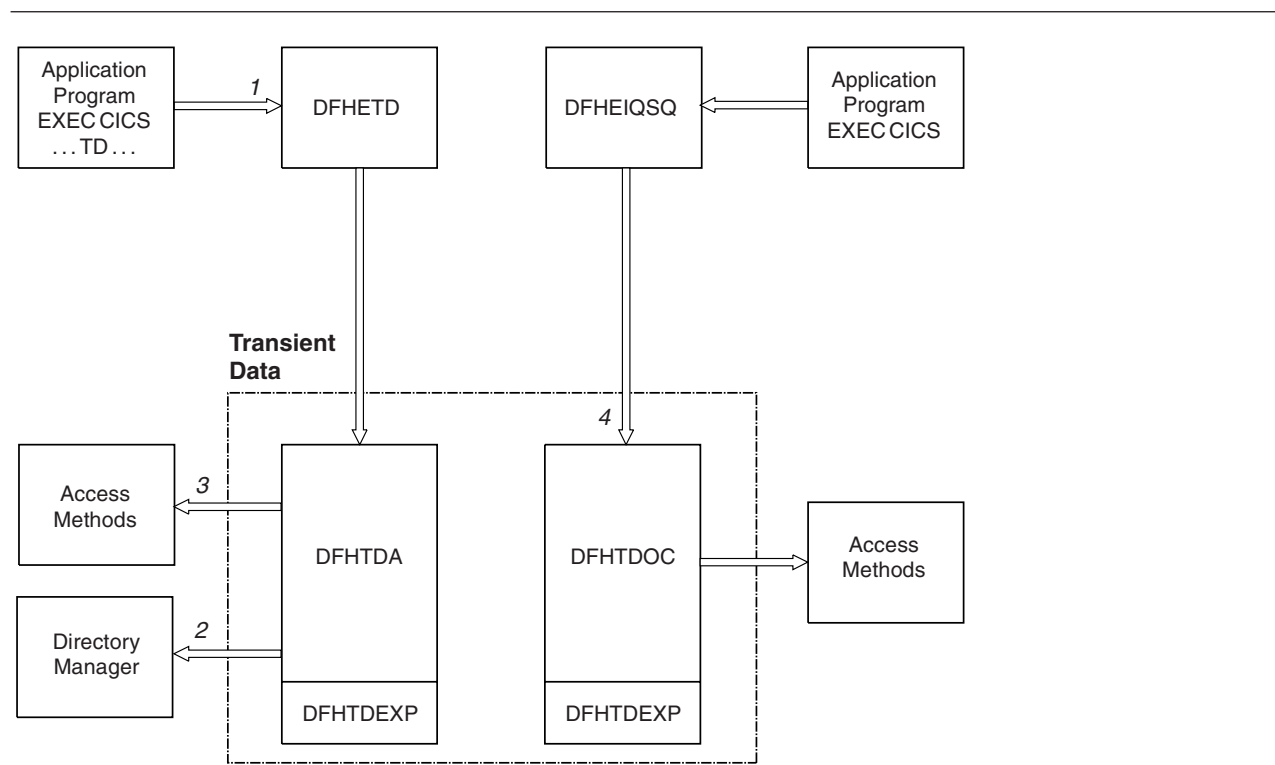 Application
Program
EXEC CICS
...TD...
1
DFHETD
DFHEIQSQ
Application
Program
EXEC CICS
Transient
Data
4
Access
Methods
3
DFHTDA
DFHTDOC
Access
Methods
Directory
Manager
2
DFHTDEXP
DFHTDEXP